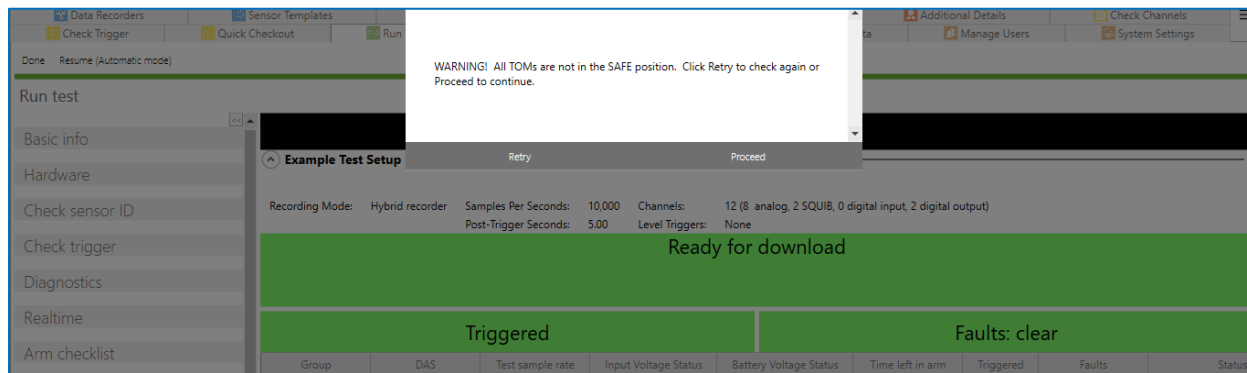 Data Recorders
Sensor Templates
Additional Details
Check Channels
Check Trigger
Quick Checkout
Run
ta
Manage Users
System Settings
Done Resume (Automatic mode)
WARNING! All TOMs are not in the SAFE position. Click Retry to check again or
Proceed to continue.
Retry
Proceed
Run test
<<
Basic info
Hardware
Check sensor ID
Check trigger
Diagnostics
Realtime
Arm checklist
Example Test Setup
Recording Mode: Hybrid recorder Samples Per Seconds: 10,000 Channels: 12 (8 analog, 2 SQUIB, 0 digital input, 2 digital output)
Post-Trigger Seconds: 5.00 Level Triggers: None
Ready for download
Triggered
Faults: clear
Group DAS Test sample rate Input Voltage Status Battery Voltage Status Time left in arm Triggered Faults Status